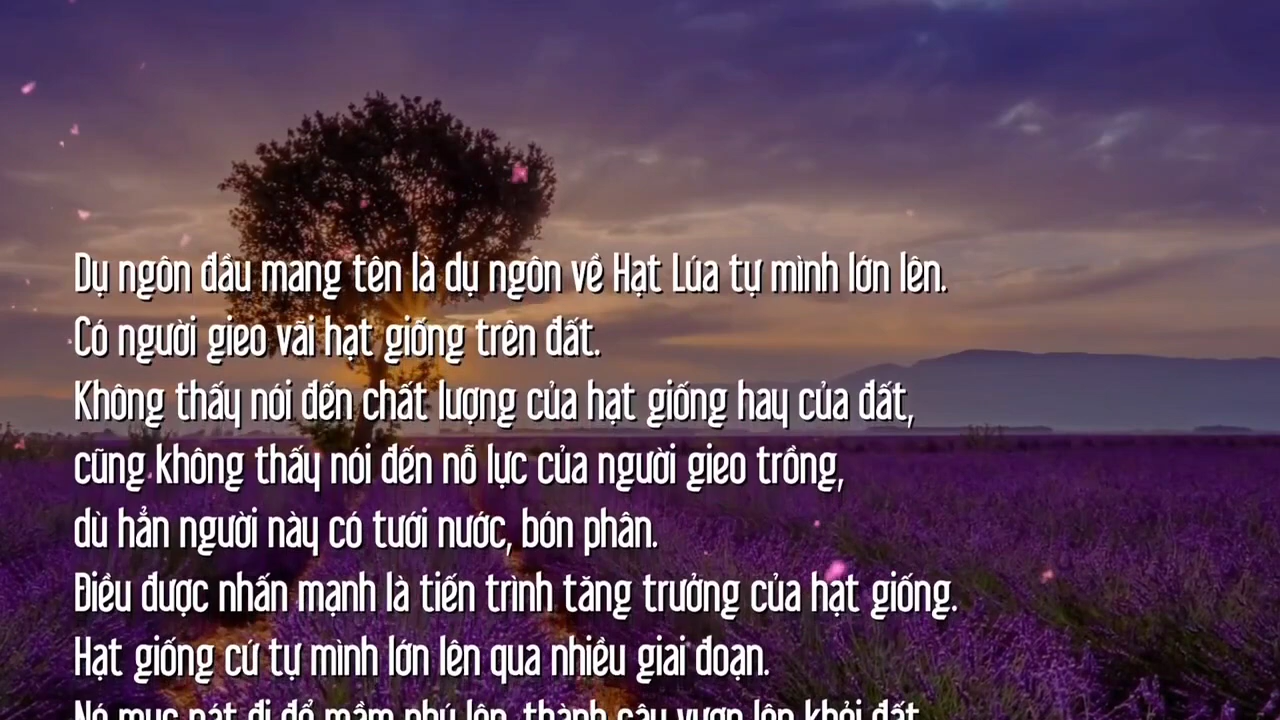 Dụ ngôn đầu mang tên là dụ ngôn về Hạt Lúa tự mình lớn lên.
Có người gieo vãi hạt giống trên đất.
Không thấy nói đến chất lượng của hạt giống hay của đất,
cũng không thấy nói đến nỗ lực của người gieo trồng,
dù hẳn người này có tưới nước, bón phân.
Điều được nhấn mạnh là tiến trình tăng trưởng của hạt giống.
Hạt giống cứ tự mình lớn lên qua nhiều giai đoạn.
Nó mục nát đi để mầm nhú lên, thành cây vươn lên khỏi đất